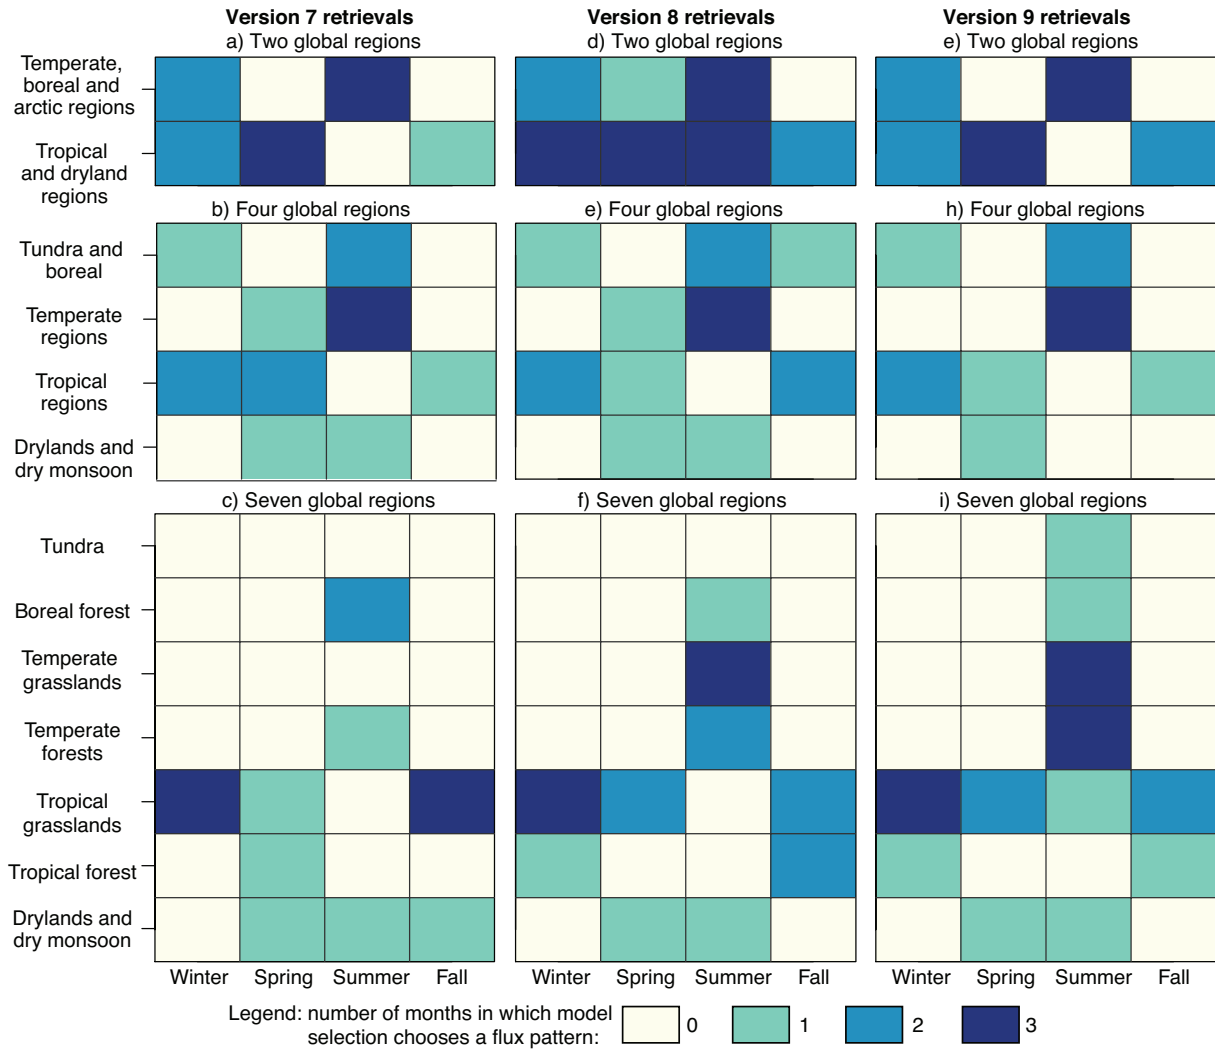 Version 7 retrievals
Version 8 retrievals
Version 9 retrievals
a) Two global regions
d) Two global regions
e) Two global regions
Temperate,
boreal and
arctic regions
Tropical
and dryland
regions
b) Four global regions
e) Four global regions
h) Four global regions
Tundra and
boreal
Temperate
regions
Tropical
regions
Drylands and
dry monsoon
c) Seven global regions
f) Seven global regions
i) Seven global regions
Tundra
Boreal forest
Temperate
grasslands
Temperate
forests
Tropical
grasslands
Tropical forest
Drylands and
dry monsoon
Winter Spring Summer Fall
Winter Spring Summer Fall
Winter Spring Summer Fall
Legend: number of months in which model
selection chooses a flux pattern:
0 1 2 3